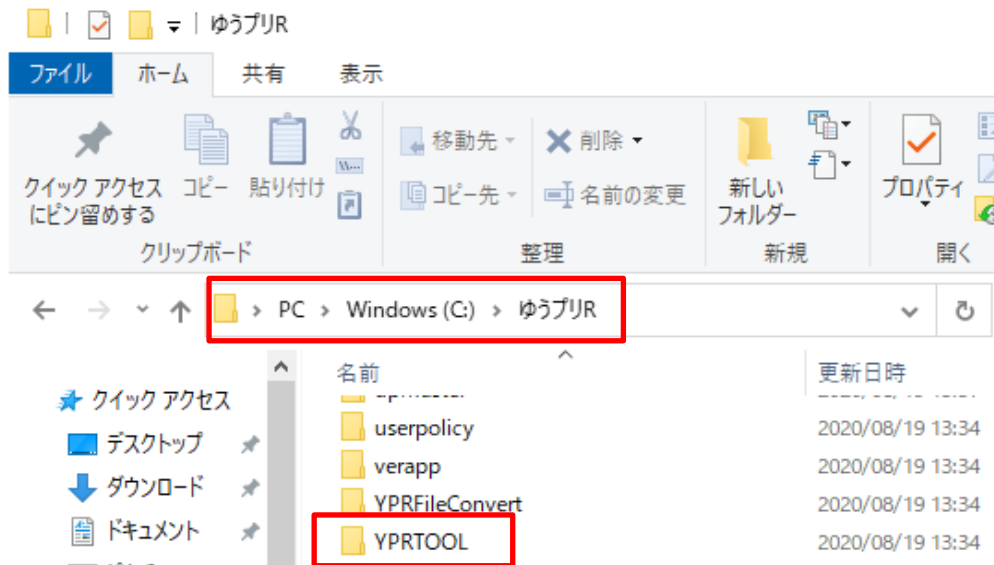 ゆうプリR
ファイル ホーム 共有 表示
クイック アクセス
にピン留めする
コピー
貼り付け
移動先
コピー先
削除
名前の変更
新しい
フォルダー
プロパティ
クリップボード 整理 新規 開く
PC > Windows (C:) > ゆうプリR
名前 更新日時
クイック アクセス
デスクトップ
ダウンロード
ドキュメント
userpolicy 2020/08/19 13:34
verapp 2020/08/19 13:34
YPRFileConvert 2020/08/19 13:34
YPRTOOL 2020/08/19 13:34